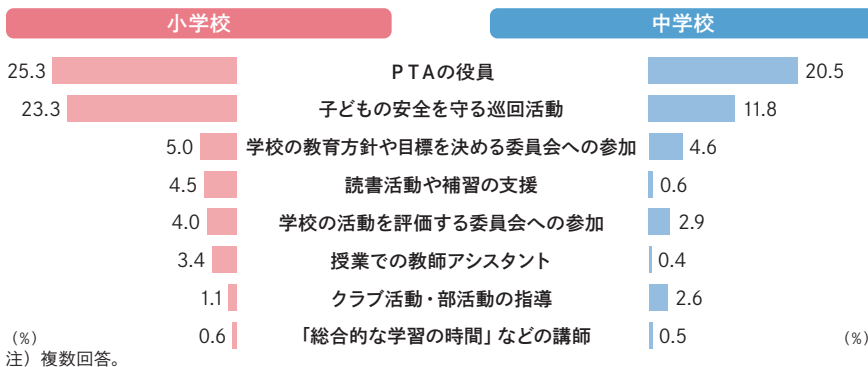 小学校 中学校
25.3 PTAの役員 20.5
23.3 子どもの安全を守る巡回活動 11.8
5.0 学校の教育方針や目標を決める委員会への参加 4.6
4.5 読書活動や補習の支援 0.6
4.0 学校の活動を評価する委員会への参加 2.9
3.4 授業での教師アシスタント 0.4
1.1 クラブ活動・部活動の指導 2.6
(%) 0.6 「総合的な学習の時間」などの講師 0.5 (%)
注）複数回答。